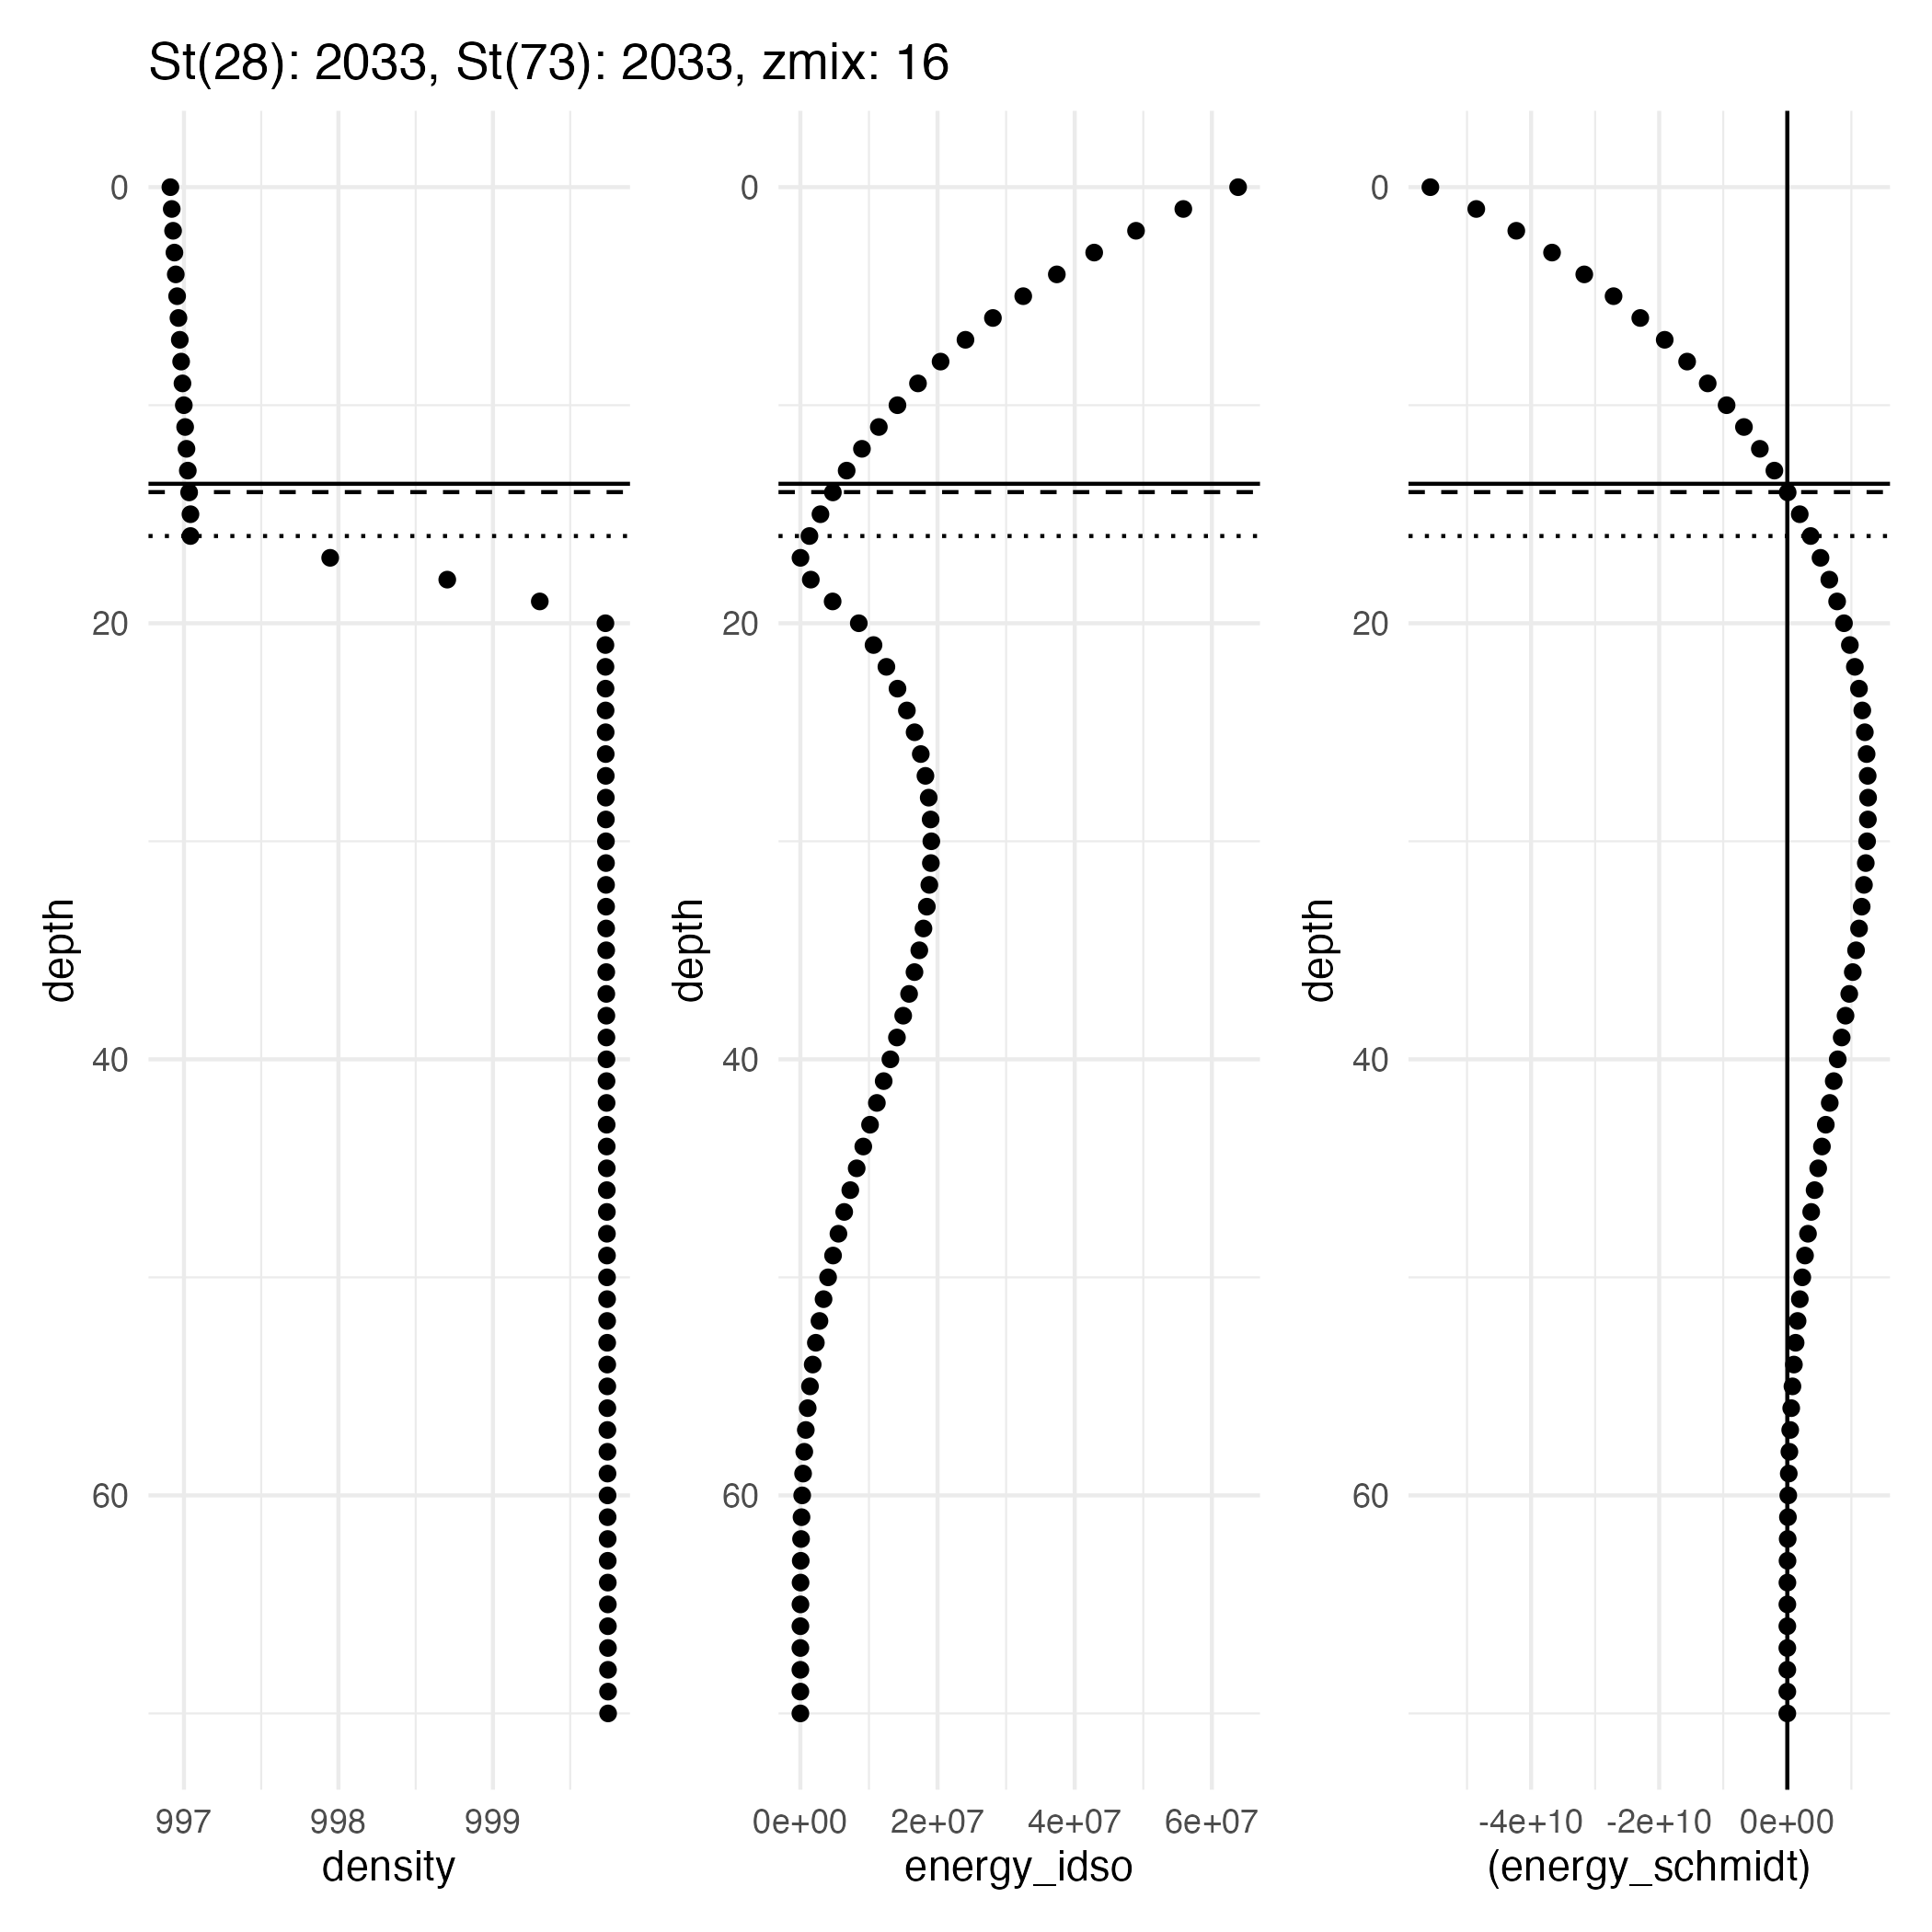 St(28): 2033, St(73): 2033, zmix: 16
depth
0
20
40
60
997
998
999
density
depth
0
20
40
60
0e+00
2e+07
4e+07
6e+07
energy_idso
depth
0
20
40
60
-4e+10
-2e+10
0e+00
(energy_schmidt)